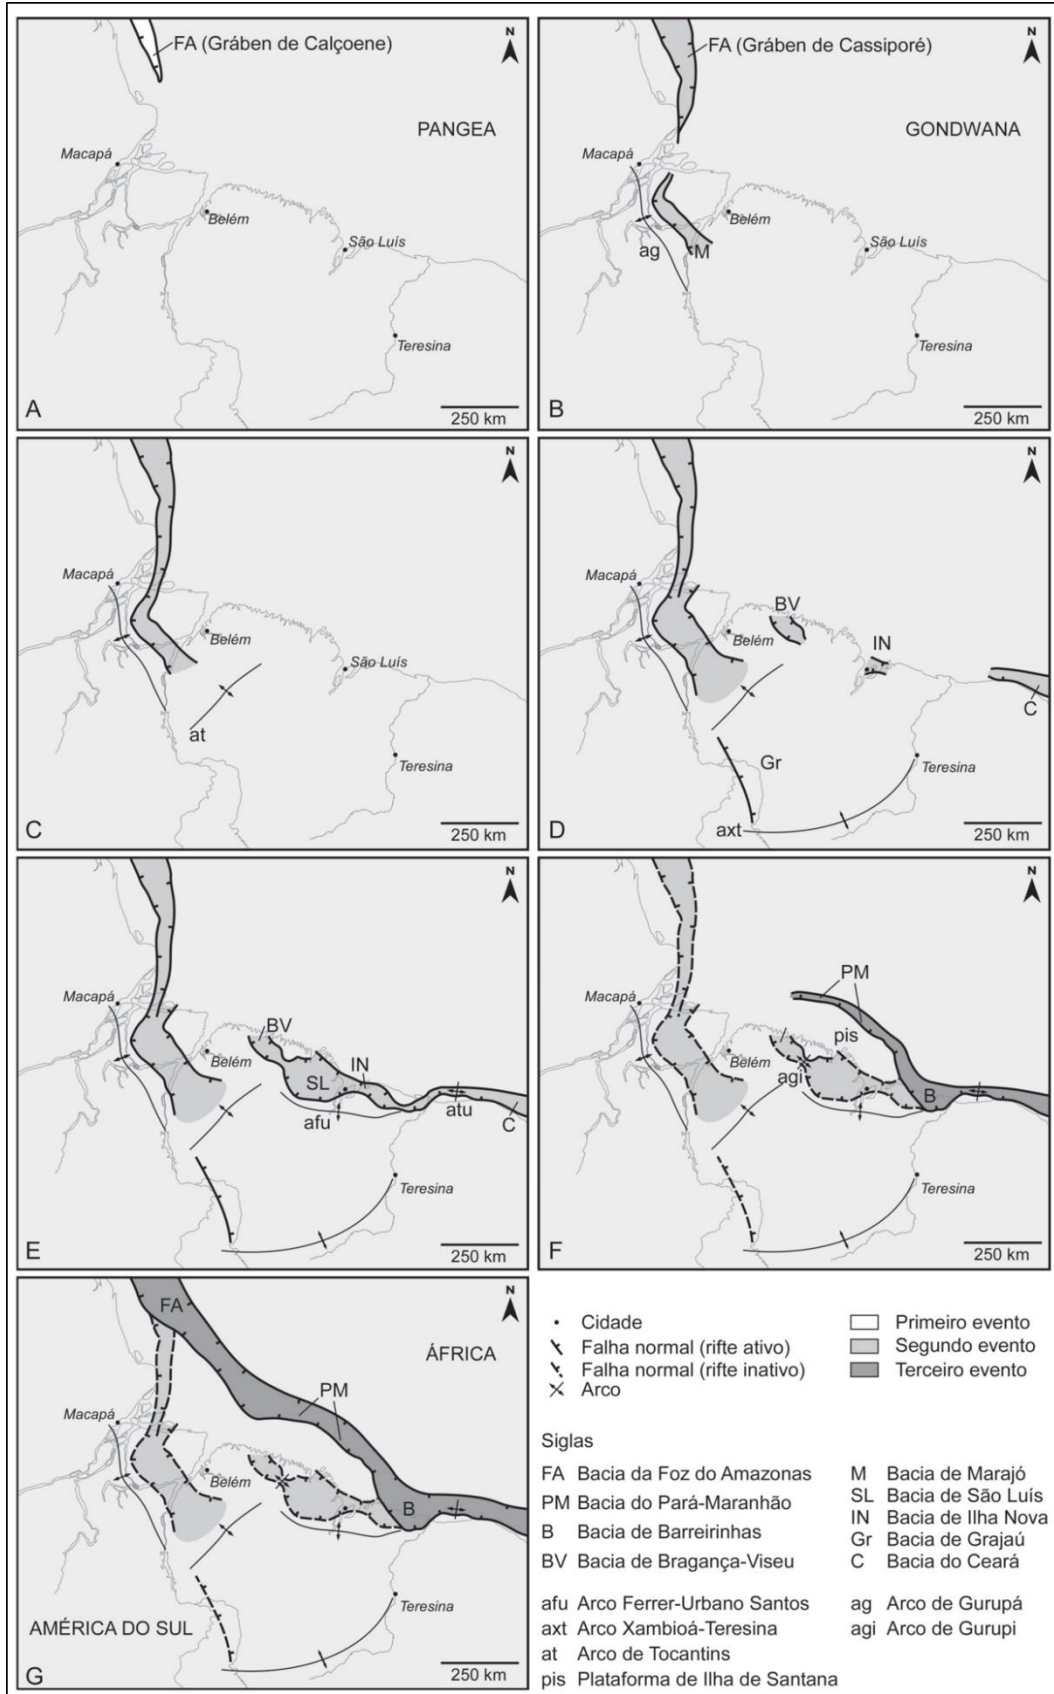 FA (Gráben de Calçoene)
N
PANGEA
Macapá
Belém
São Luís
Teresina
A
250 km
FA (Gráben de Cassiporé)
N
GONDWANA
Macapá
Belém
ag
M
São Luís
Teresina
B
250 km
N
Macapá
Belém
São Luís
at
Teresina
C
250 km
N
Macapá
BV
Belém
IN
C
Gr
Teresina
axt
D
250 km
N
Macapá
BV
Belém
IN
SL
afu
atu
C
Teresina
E
250 km
N
PM
Macapá
pis
Belém
agi
B
Teresina
F
250 km
N
FA
ÁFRICA
PM
Macapá
Belém
B
Teresina
AMÉRICA DO SUL
G
250 km
Cidade
Falha normal (rifte ativo)
Falha normal (rifte inativo)
Arco
Primeiro evento
Segundo evento
Terceiro evento
Siglas
FA Bacia da Foz do Amazonas
PM Bacia do Pará-Maranhão
B Bacia de Barreirinhas
BV Bacia de Bragança-Viseu
M Bacia de Marajó
SL Bacia de São Luís
IN Bacia de Ilha Nova
Gr Bacia de Grajaú
C Bacia do Ceará
afu Arco Ferrer-Urbano Santos
axt Arco Xambioá-Teresina
at Arco de Tocantins
pis Plataforma de Ilha de Santana
ag Arco de Gurupá
agi Arco de Gurupi